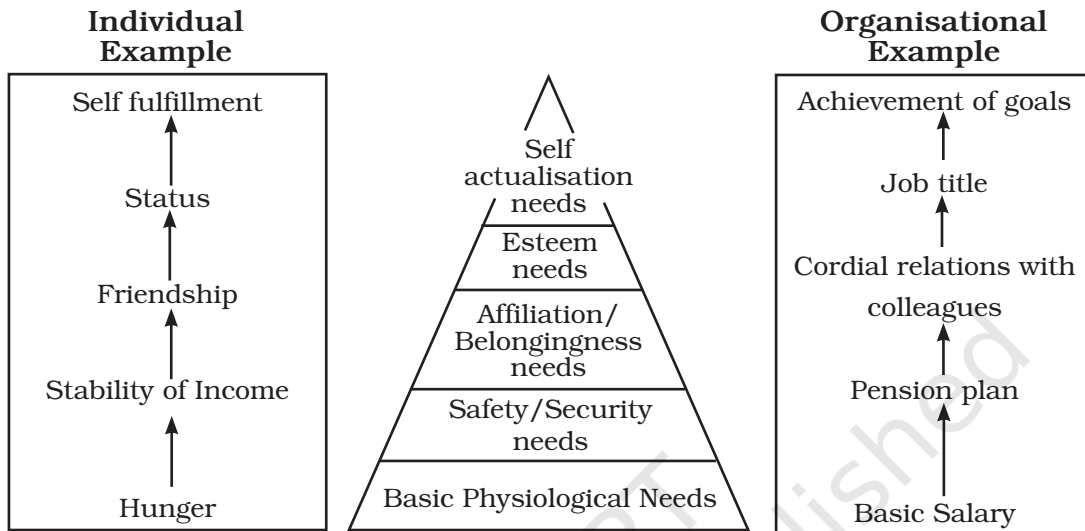 Individual
Example
Self fulfillment
Status
Friendship
Stability of Income
Hunger
Self
actualisation
needs
Esteem
needs
Affiliation/
Belongingness
needs
Safety/Security
needs
Basic Physiological Needs
Organisational
Example
Achievement of goals
Job title
Cordial relations with
colleagues
Pension plan
Basic Salary